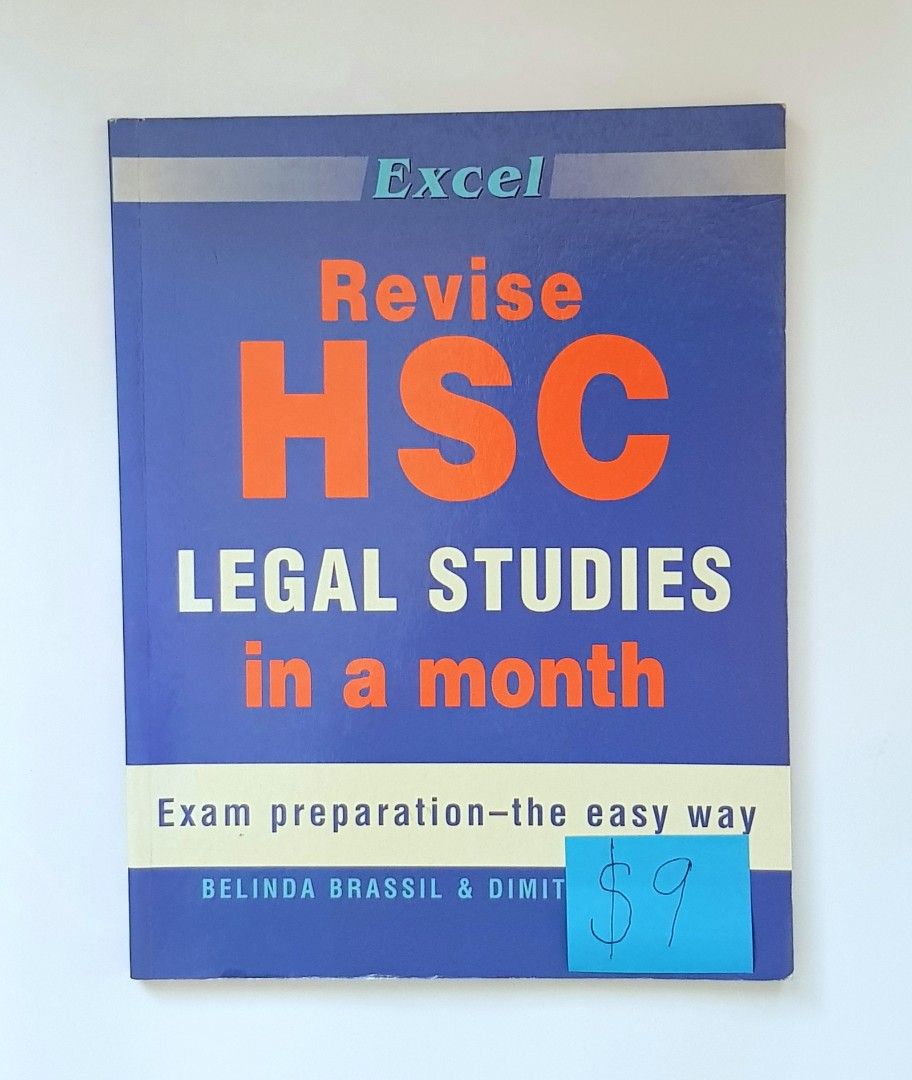 Excel
Revise
HSC
LEGAL STUDIES
in a month
Exam preparation–the easy way
BELINDA BRASSIL & DIMIT
$9